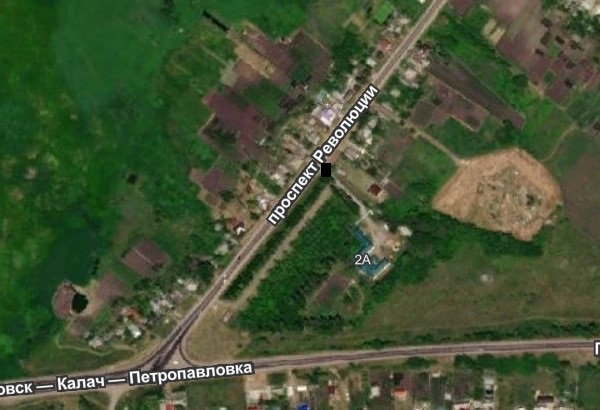 проспект Революции
2А
овск — Калач — Петропавловка